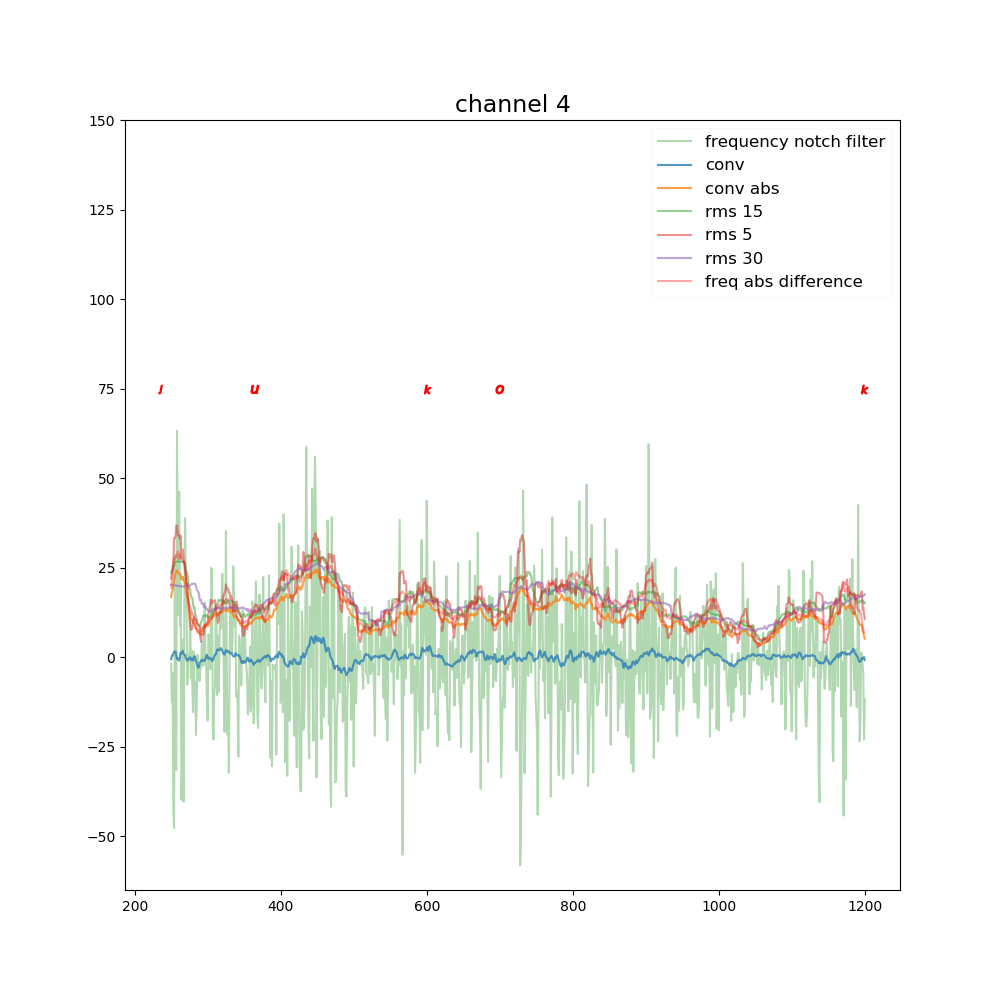 channel 4
150
125
100
75
50
25
0
−25
−50
frequency notch filter
conv
conv abs
rms 15
rms 5
rms 30
freq abs difference
j u k o k
200 400 600 800 1000 1200